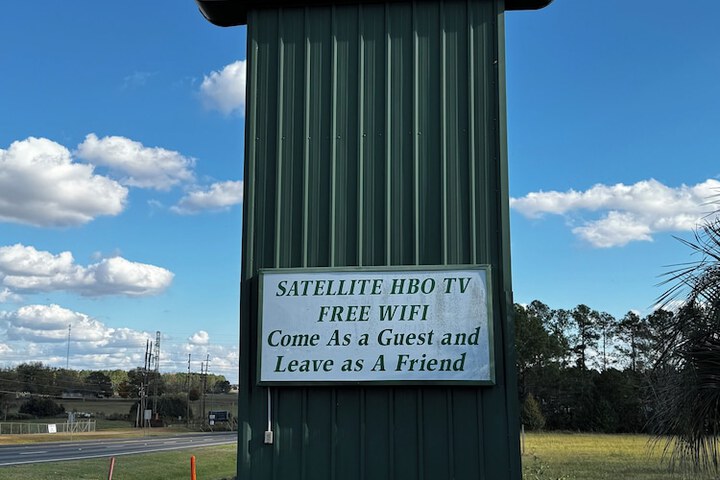 SATELLITE HBO TV
FREE WIFI
Come As a Guest and
Leave as A Friend